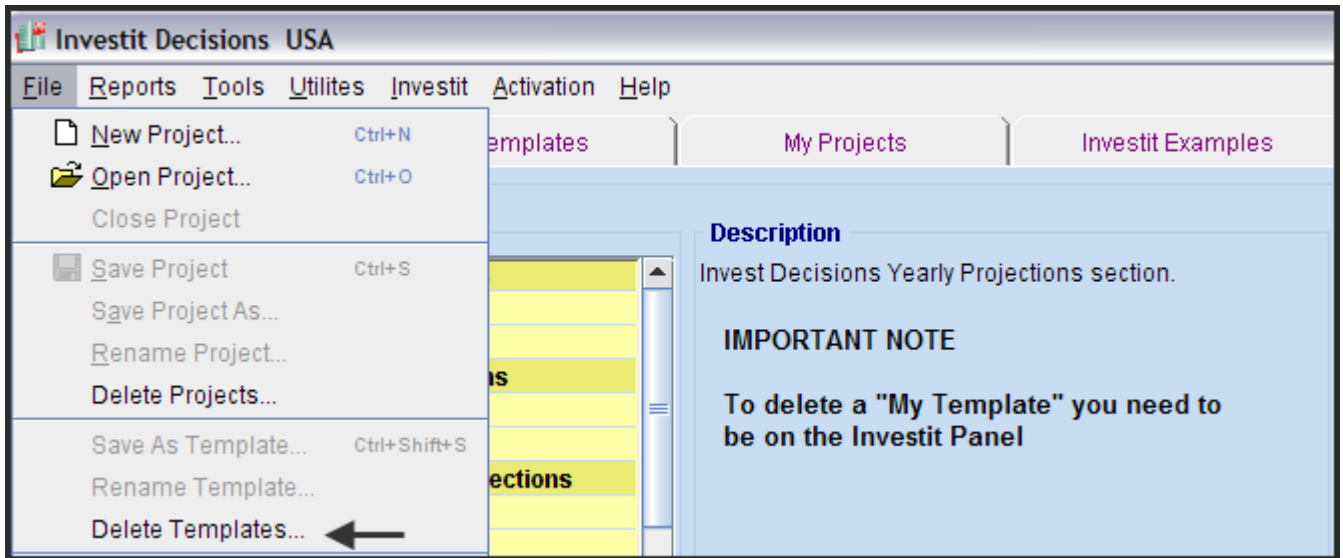 Investit Decisions USA
File Reports Tools Utilites Investit Activation Help
New Project... Ctrl+N
emplates My Projects Investit Examples
Open Project... Ctrl+O
Close Project
Description
Save Project Ctrl+S
Invest Decisions Yearly Projections section.
Save Project As...
IMPORTANT NOTE
Rename Project...
ns
Delete Projects...
To delete a "My Template" you need to
be on the Investit Panel
Save As Template... Ctrl+Shift+S
Rename Template...
ections
Delete Templates...